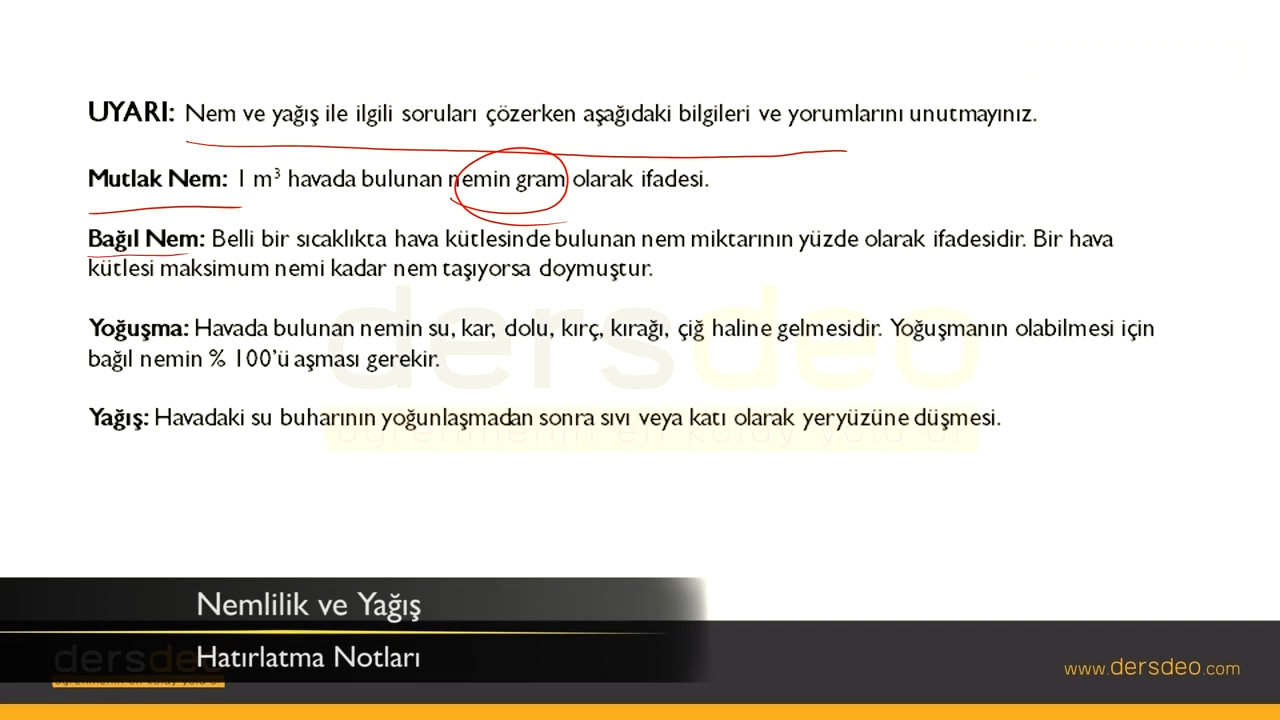 UYARI: Nem ve yağış ile ilgili soruları çözerken aşağıdaki bilgileri ve yorumlarını unutmayınız.
Mutlak Nem: 1 m³ havada bulunan nemin gram olarak ifadesi.
Bağıl Nem: Belli bir sıcaklıkta hava kütlesinde bulunan nem miktarının yüzde olarak ifadesidir. Bir hava
kütlesi maksimum nemi kadar nem taşıyorsa doymuştur.
Yoğuşma: Havada bulunan nemin su, kar, dolu, kırç, kırağı, çiğ haline gelmesidir. Yoğuşmanın olabilmesi için
bağıl nemin % 100'ü aşması gerekir.
Yağış: Havadaki su buharının yoğunlaşmadan sonra sıvı veya katı olarak yeryüzüne düşmesi.
dersdeo
Nemlilik ve Yağış
Hatırlatma Notları
dersdeo
www.dersdeo.com